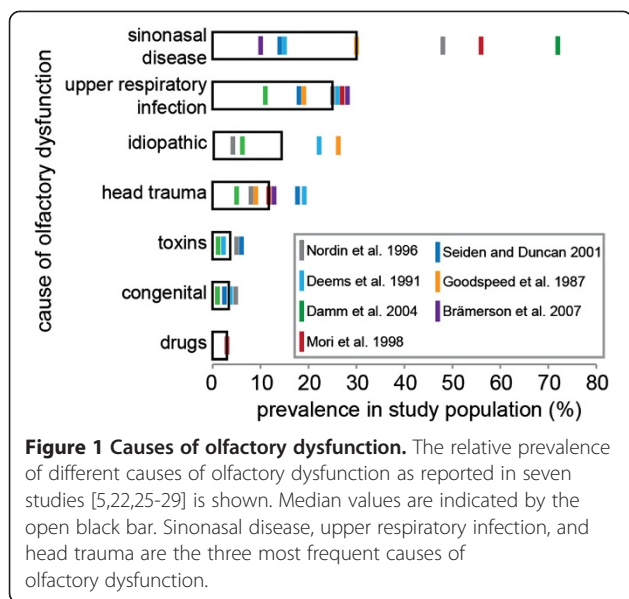 cause of olfactory dysfunction
sinonasal
disease
upper respiratory
infection
idiopathic
head trauma
toxins
congenital
drugs
Nordin et al. 1996
Seiden and Duncan 2001
Deems et al. 1991
Goodspeed et al. 1987
Damm et al. 2004
Brämerson et al. 2007
Mori et al. 1998
0 10 20 30 40 50 60 70 80
prevalence in study population (%)
Figure 1 Causes of olfactory dysfunction. The relative prevalence
of different causes of olfactory dysfunction as reported in seven
studies [5,22,25-29] is shown. Median values are indicated by the
open black bar. Sinonasal disease, upper respiratory infection, and
head trauma are the three most frequent causes of
olfactory dysfunction.